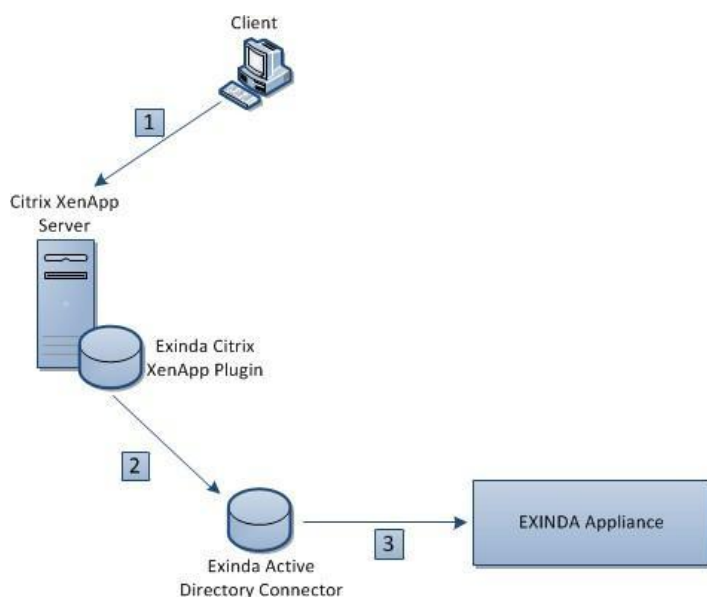 Client
1
Citrix XenApp
Server
Exinda Citrix
XenApp Plugin
2
3
EXINDA Appliance
Exinda Active
Directory Connector